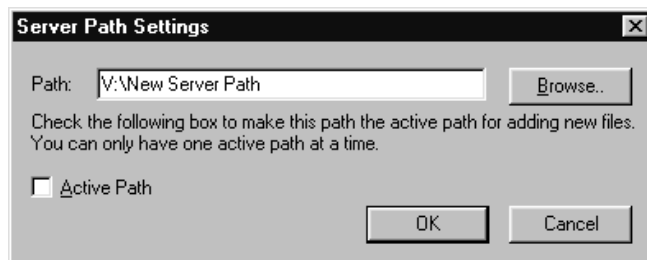 Server Path Settings
Path: V:\New Server Path Browse..
Check the following box to make this path the active path for adding new files.
You can only have one active path at a time.
Active Path
OK Cancel